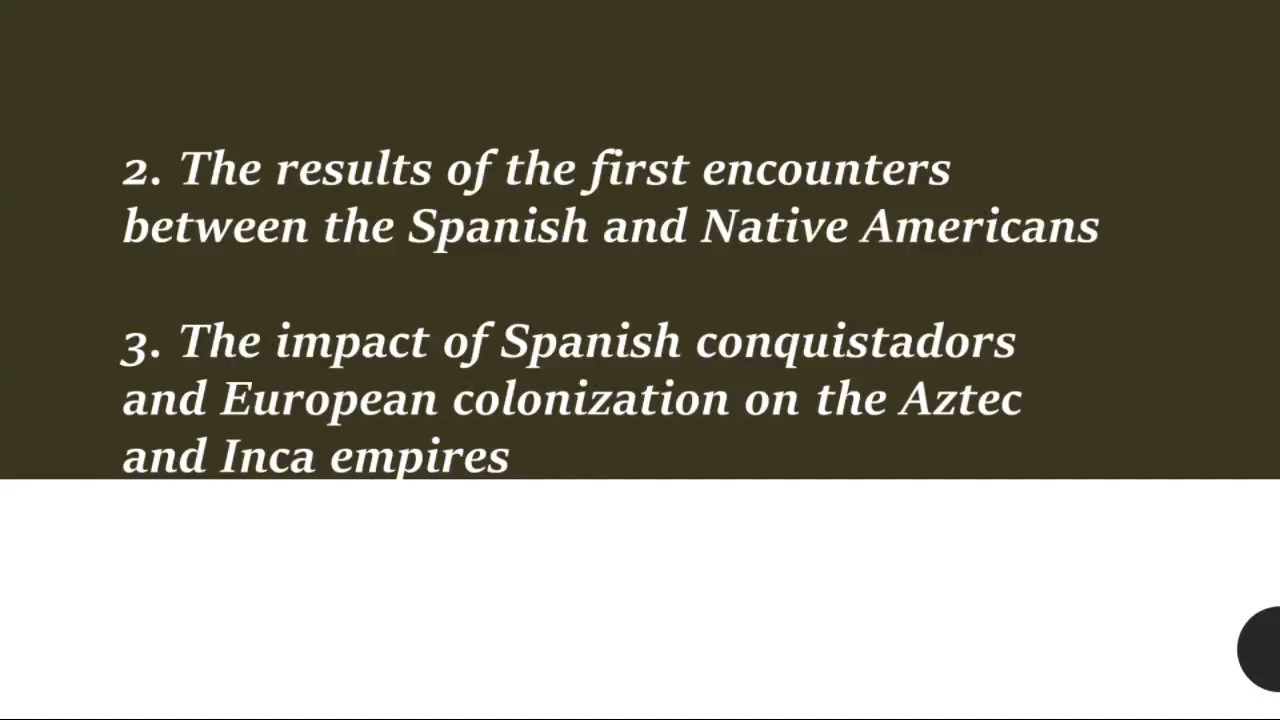 2. The results of the first encounters
between the Spanish and Native Americans
3. The impact of Spanish conquistadors
and European colonization on the Aztec
and Inca empires